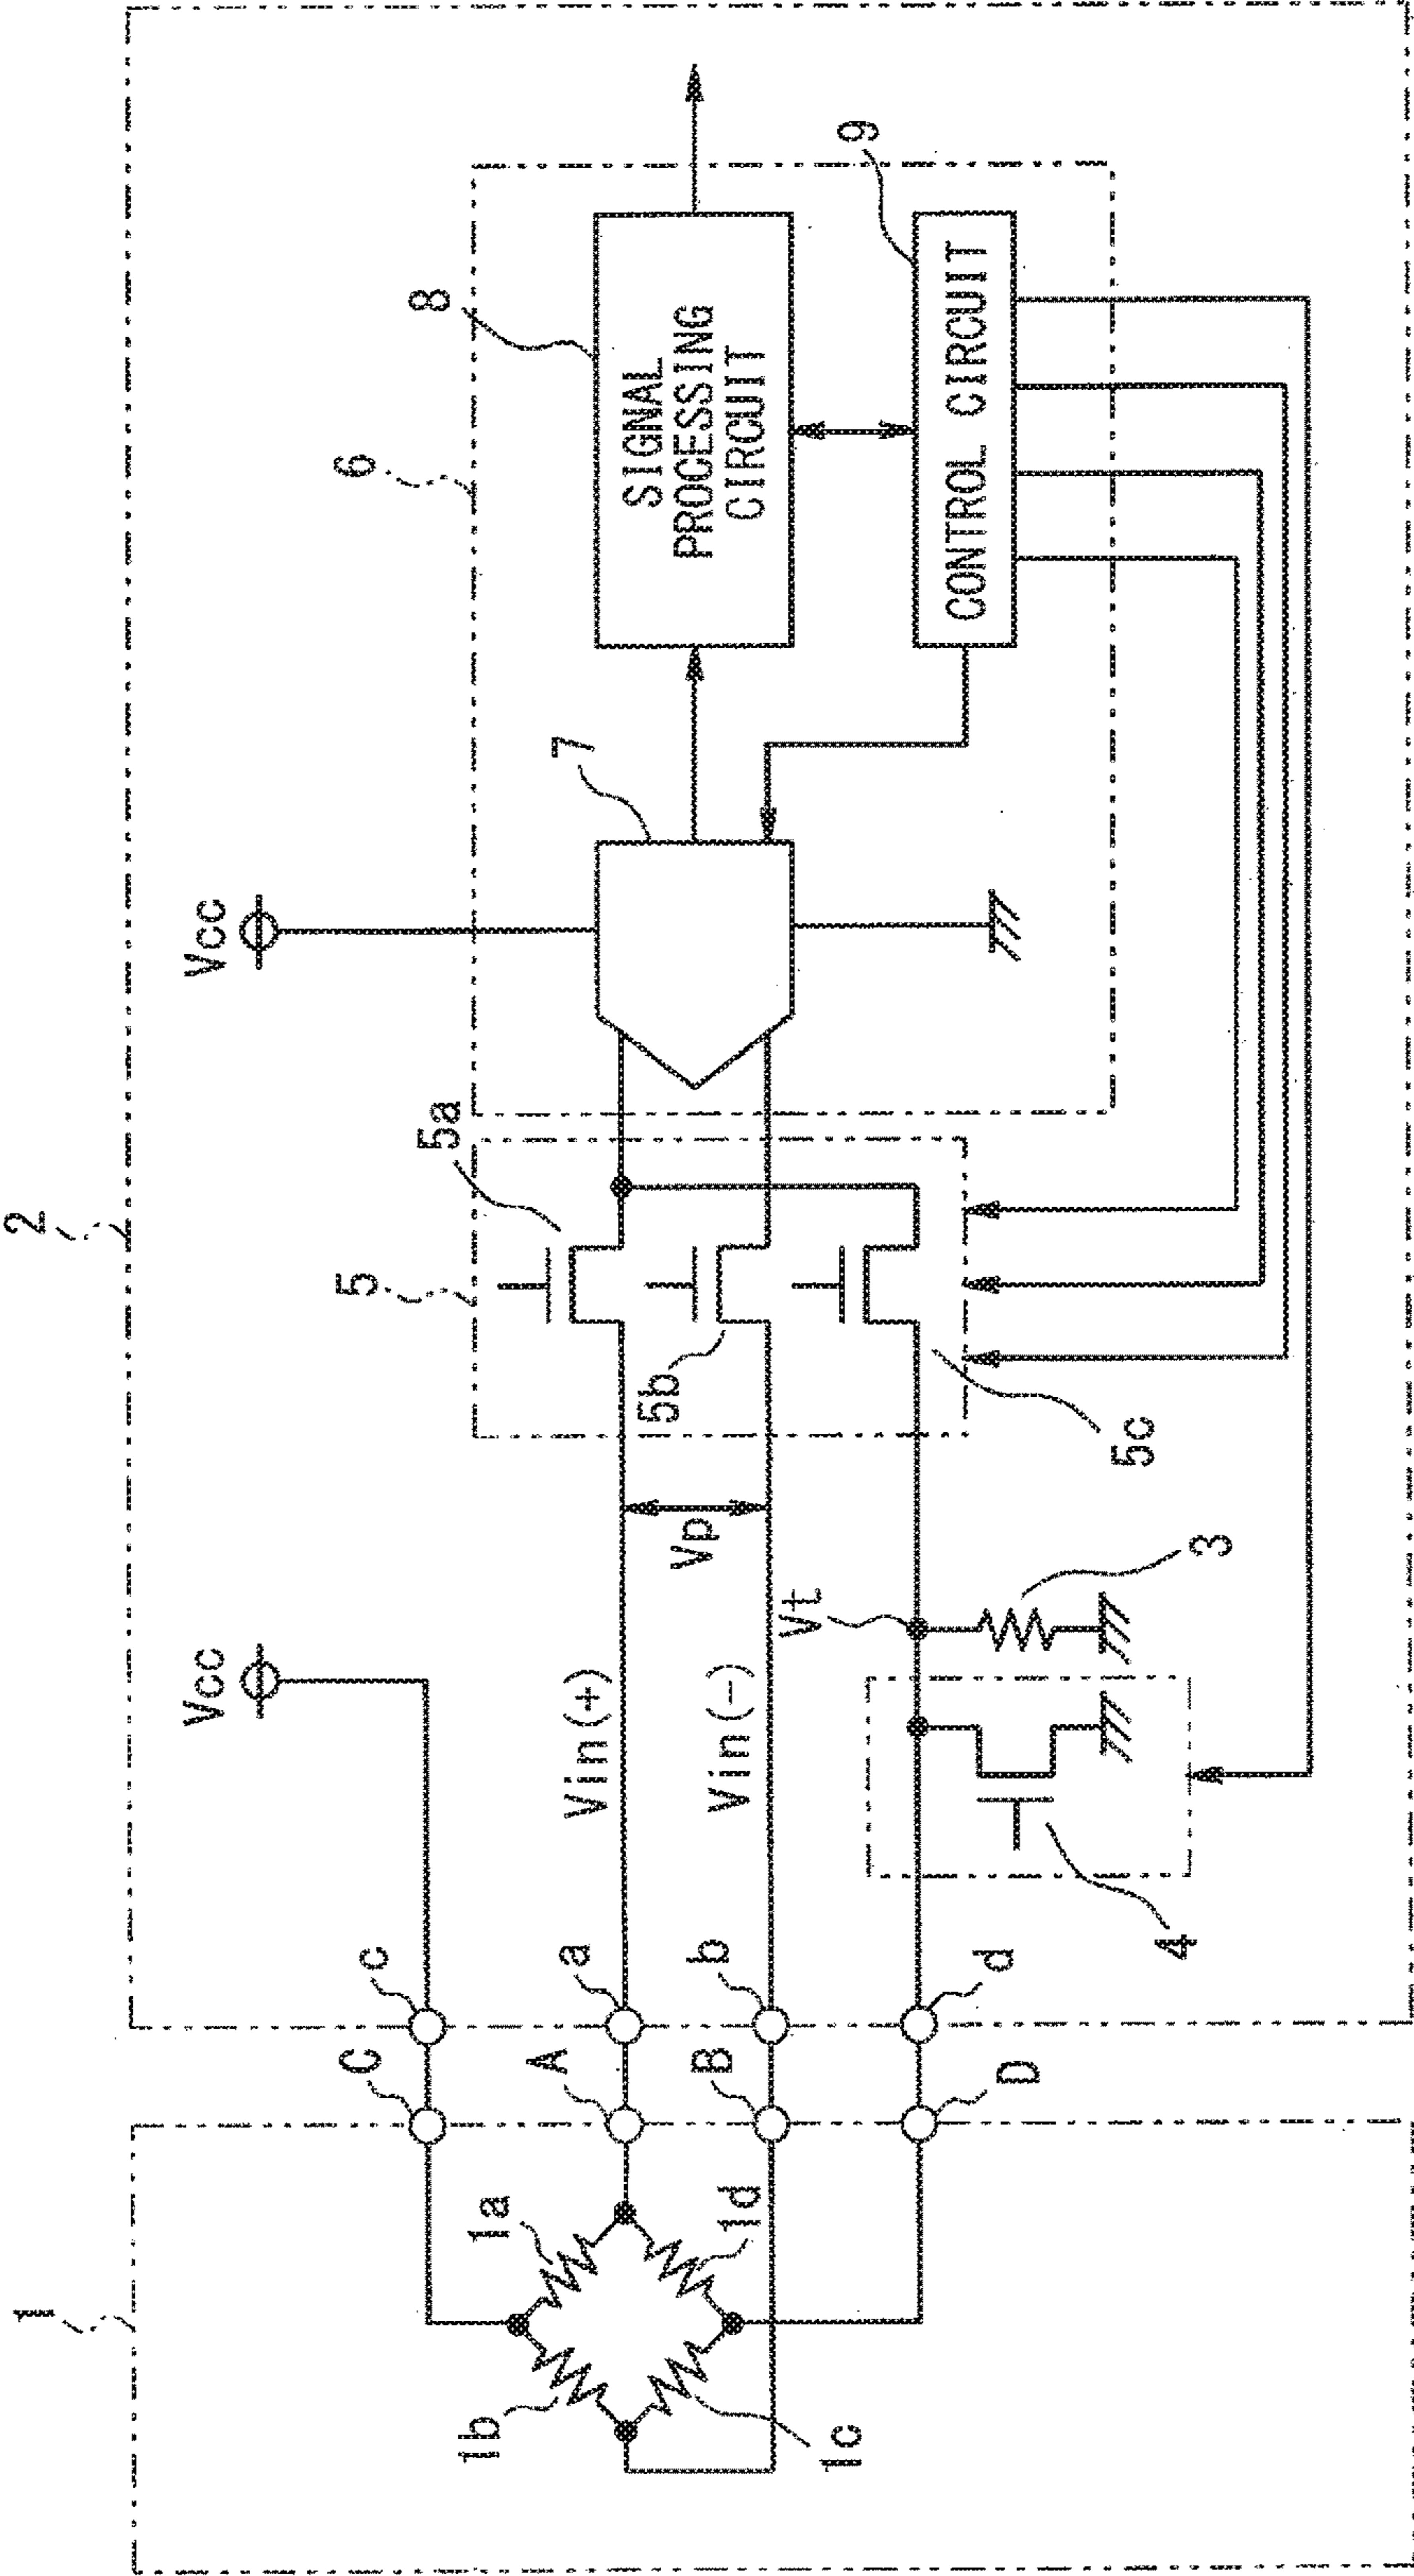 1
2
Vcc
Vcc
C
c
A
a
B
b
D
d
1a
1b
1c
1d
Vin(+)
Vin(-)
Vp
Vt
3
4
5
5a
5b
5c
6
7
8
SIGNAL
PROCESSING
CIRCUIT
9
CONTROL CIRCUIT